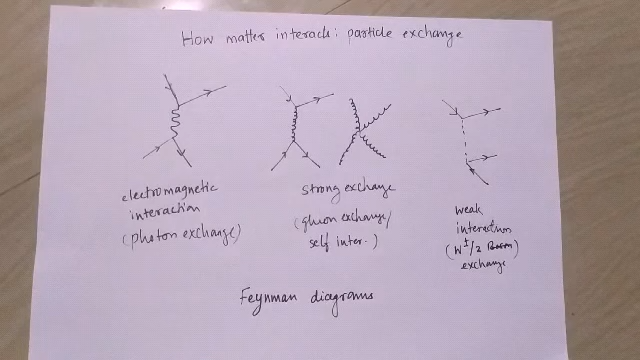 How matter interacts: particle exchange
electromagnetic
interaction
(photon exchange)
strong exchange
(gluon exchange/
self inter.)
weak
interaction
(W±/Z Boson)
exchange
Feynman diagrams